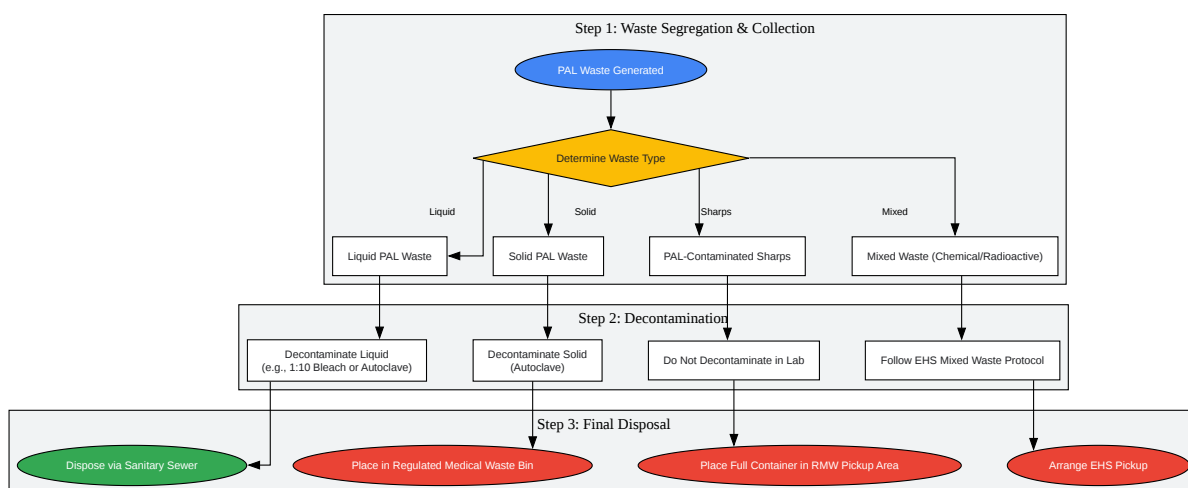 Step 1: Waste Segregation & Collection
PAL Waste Generated
Determine Waste Type
Liquid
Solid
Sharps
Mixed
Liquid PAL Waste
Solid PAL Waste
PAL-Contaminated Sharps
Mixed Waste (Chemical/Radioactive)
Step 2: Decontamination
Decontaminate Liquid
(e.g., 1:10 Bleach or Autoclave)
Decontaminate Solid
(Autoclave)
Do Not Decontaminate in Lab
Follow EHS Mixed Waste Protocol
Step 3: Final Disposal
Dispose via Sanitary Sewer
Place in Regulated Medical Waste Bin
Place Full Container in RMW Pickup Area
Arrange EHS Pickup